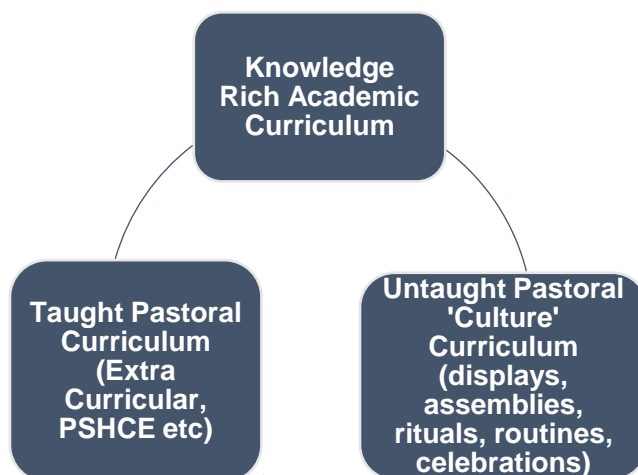 Knowledge
Rich Academic
Curriculum
Taught Pastoral
Curriculum
(Extra
Curricular,
PSHCE etc)
Untaught Pastoral
'Culture'
Curriculum
(displays,
assemblies,
rituals, routines,
celebrations)